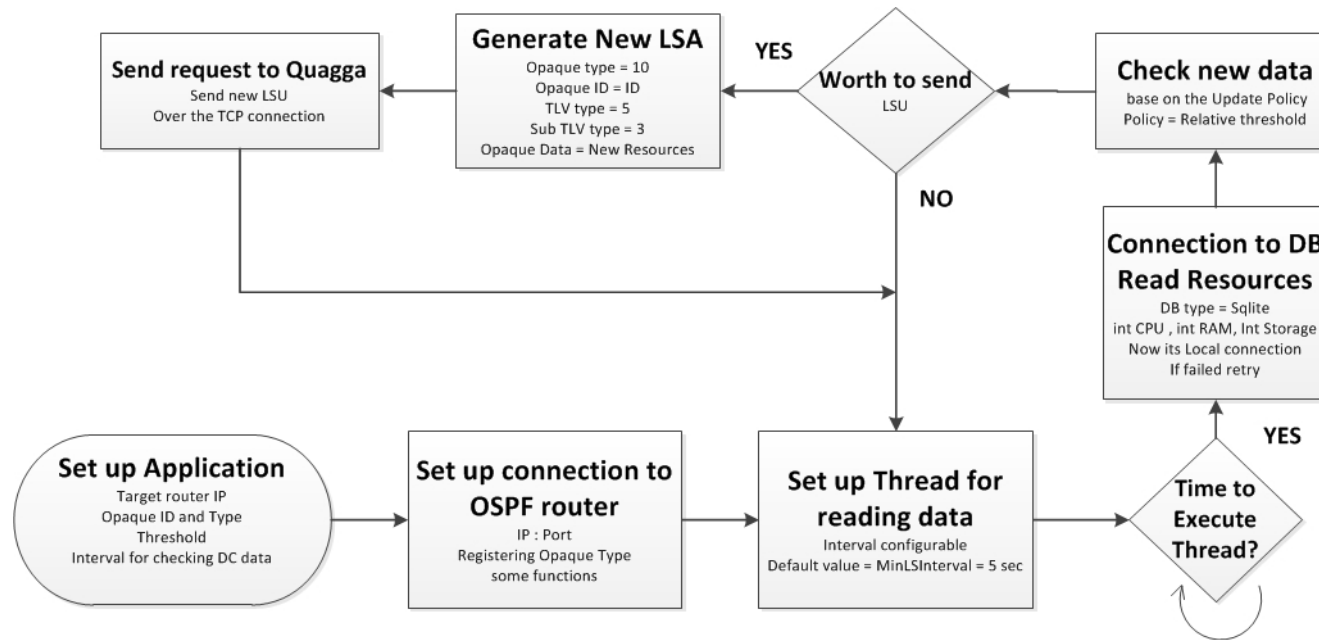 Send request to Quagga
Send new LSU
Over the TCP connection
Generate New LSA
Opaque type = 10
Opaque ID = ID
TLV type = 5
Sub TLV type = 3
Opaque Data = New Resources
YES
Worth to send
LSU
NO
Check new data
base on the Update Policy
Policy = Relative threshold
Connection to DB
Read Resources
DB type = Sqlite
int CPU , int RAM, Int Storage
Now its Local connection
If failed retry
YES
Set up Application
Target router IP
Opaque ID and Type
Threshold
Interval for checking DC data
Set up connection to
OSPF router
IP : Port
Registering Opaque Type
some functions
Set up Thread for
reading data
Interval configurable
Default value = MinLSInterval = 5 sec
Time to
Execute
Thread?